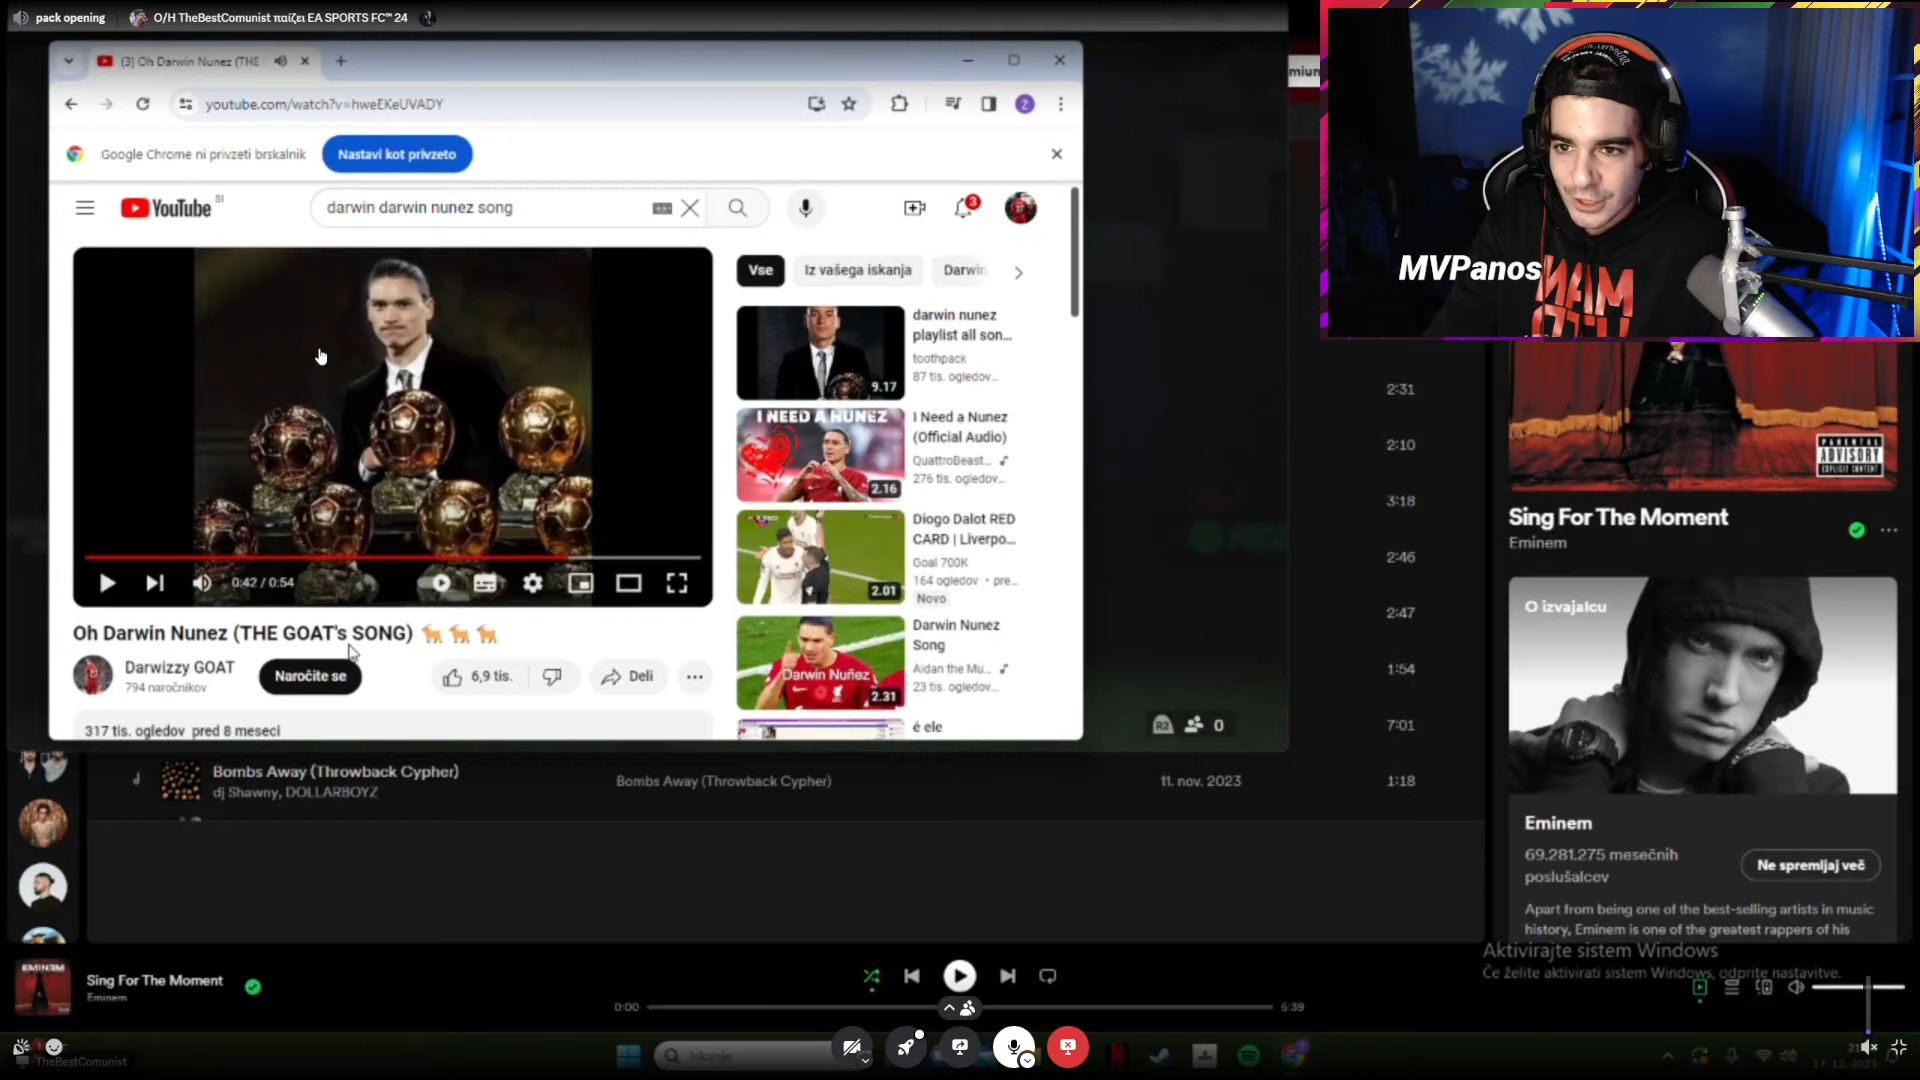 pack opening
O/H TheBestComunist παίζει EA SPORTS FC™ 24
(3) Oh Darwin Nunez (THE
youtube.com/watch?v=hweEKeUVADY
2
Google Chrome ni privzeti brskalnik
Nastavi kot privzeto
YouTube SI
darwin darwin nunez song
3
Vse
Iz vašega iskanja
Darwin
darwin nunez
playlist all son...
toothpack
87 tis. ogledov...
9.17
I NEED A NUNEZ
I Need a Nunez
(Official Audio)
QuattroBeast...
276 tis. ogledov...
2.16
Diogo Dalot RED
CARD | Liverpo...
Goal 700K
164 ogledov • pre...
Novo
2.01
Darwin Nunez
Song
Aidan the Mu...
23 tis. ogledov...
Darwin Nuñez
2.31
é ele
0:42 / 0:54
Oh Darwin Nunez (THE GOAT's SONG)
Darwizzy GOAT
794 naročnikov
Naročite se
6,9 tis.
Deli
317 tis. ogledov pred 8 meseci
R2
0
MVPanos
2:31
2:10
3:18
2:46
2:47
1:54
7:01
PARENTAL
ADVISORY
EXPLICIT CONTENT
Sing For The Moment
Eminem
O izvajalcu
Eminem
69.281.275 mesečnih
poslušalcev
Ne spremljaj več
Apart from being one of the best-selling artists in music
history, Eminem is one of the greatest rappers of his
Bombs Away (Throwback Cypher)
dj Shawny, DOLLARBOYZ
Bombs Away (Throwback Cypher)
11. nov. 2023
1:18
Aktivirajte sistem Windows
Če želite aktivirati sistem Windows, odprite nastavitve.
EMINEM
Sing For The Moment
Eminem
0:00
5:39
TheBestComunist
Iskanje
17. 12. 2023